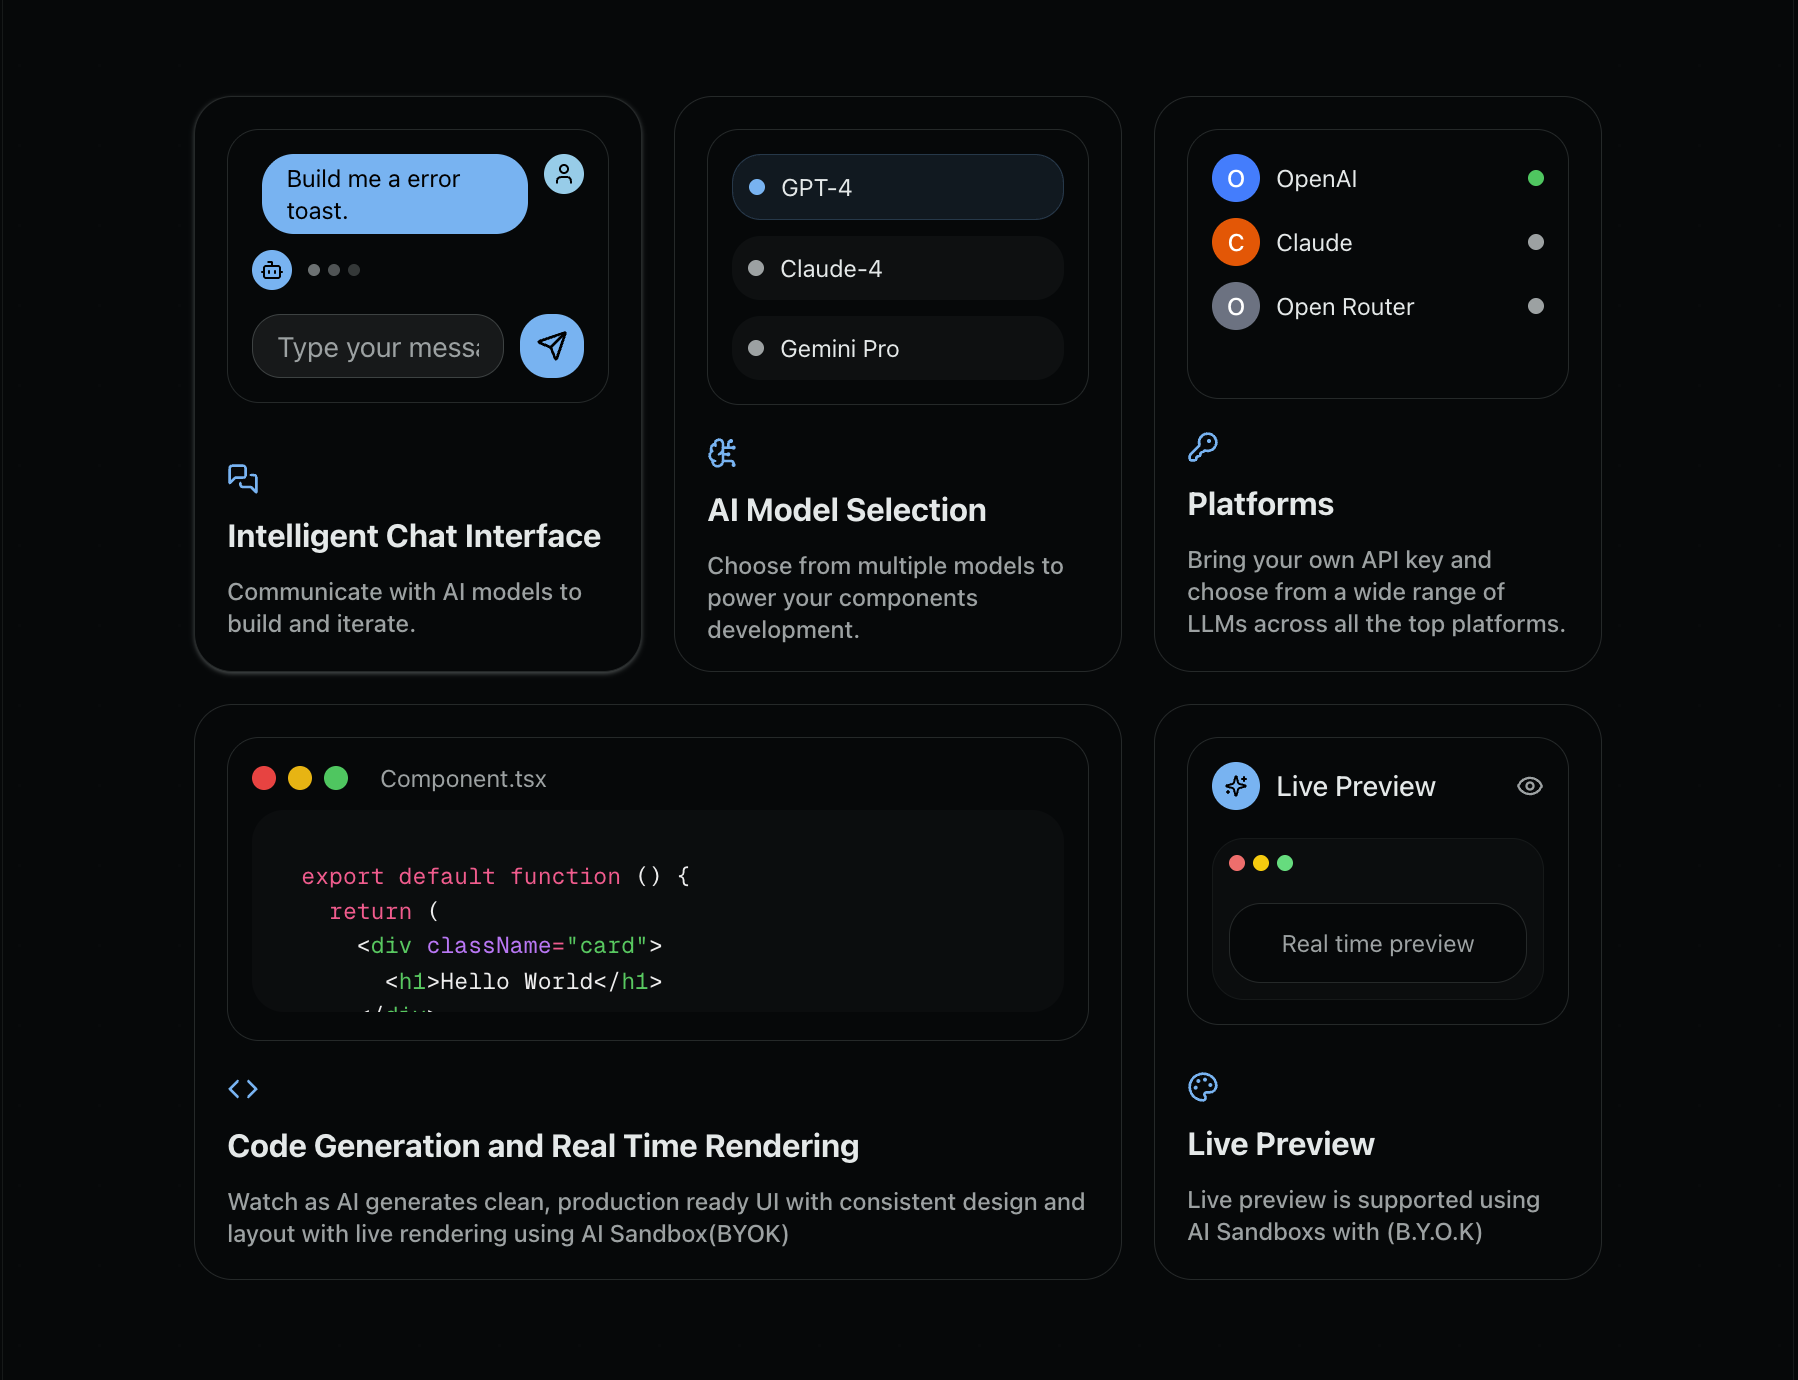 Build me a error
toast.
Type your messa
Intelligent Chat Interface
Communicate with AI models to
build and iterate.
GPT-4
Claude-4
Gemini Pro
AI Model Selection
Choose from multiple models to
power your components
development.
O OpenAI
C Claude
O Open Router
Platforms
Bring your own API key and
choose from a wide range of
LLMs across all the top platforms.
Component.tsx
export default function () {
return (
<div className="card">
<h1>Hello World</h1>
</div>
Code Generation and Real Time Rendering
Watch as AI generates clean, production ready UI with consistent design and
layout with live rendering using AI Sandbox(BYOK)
Live Preview
Real time preview
Live Preview
Live preview is supported using
AI Sandboxs with (B.Y.O.K)